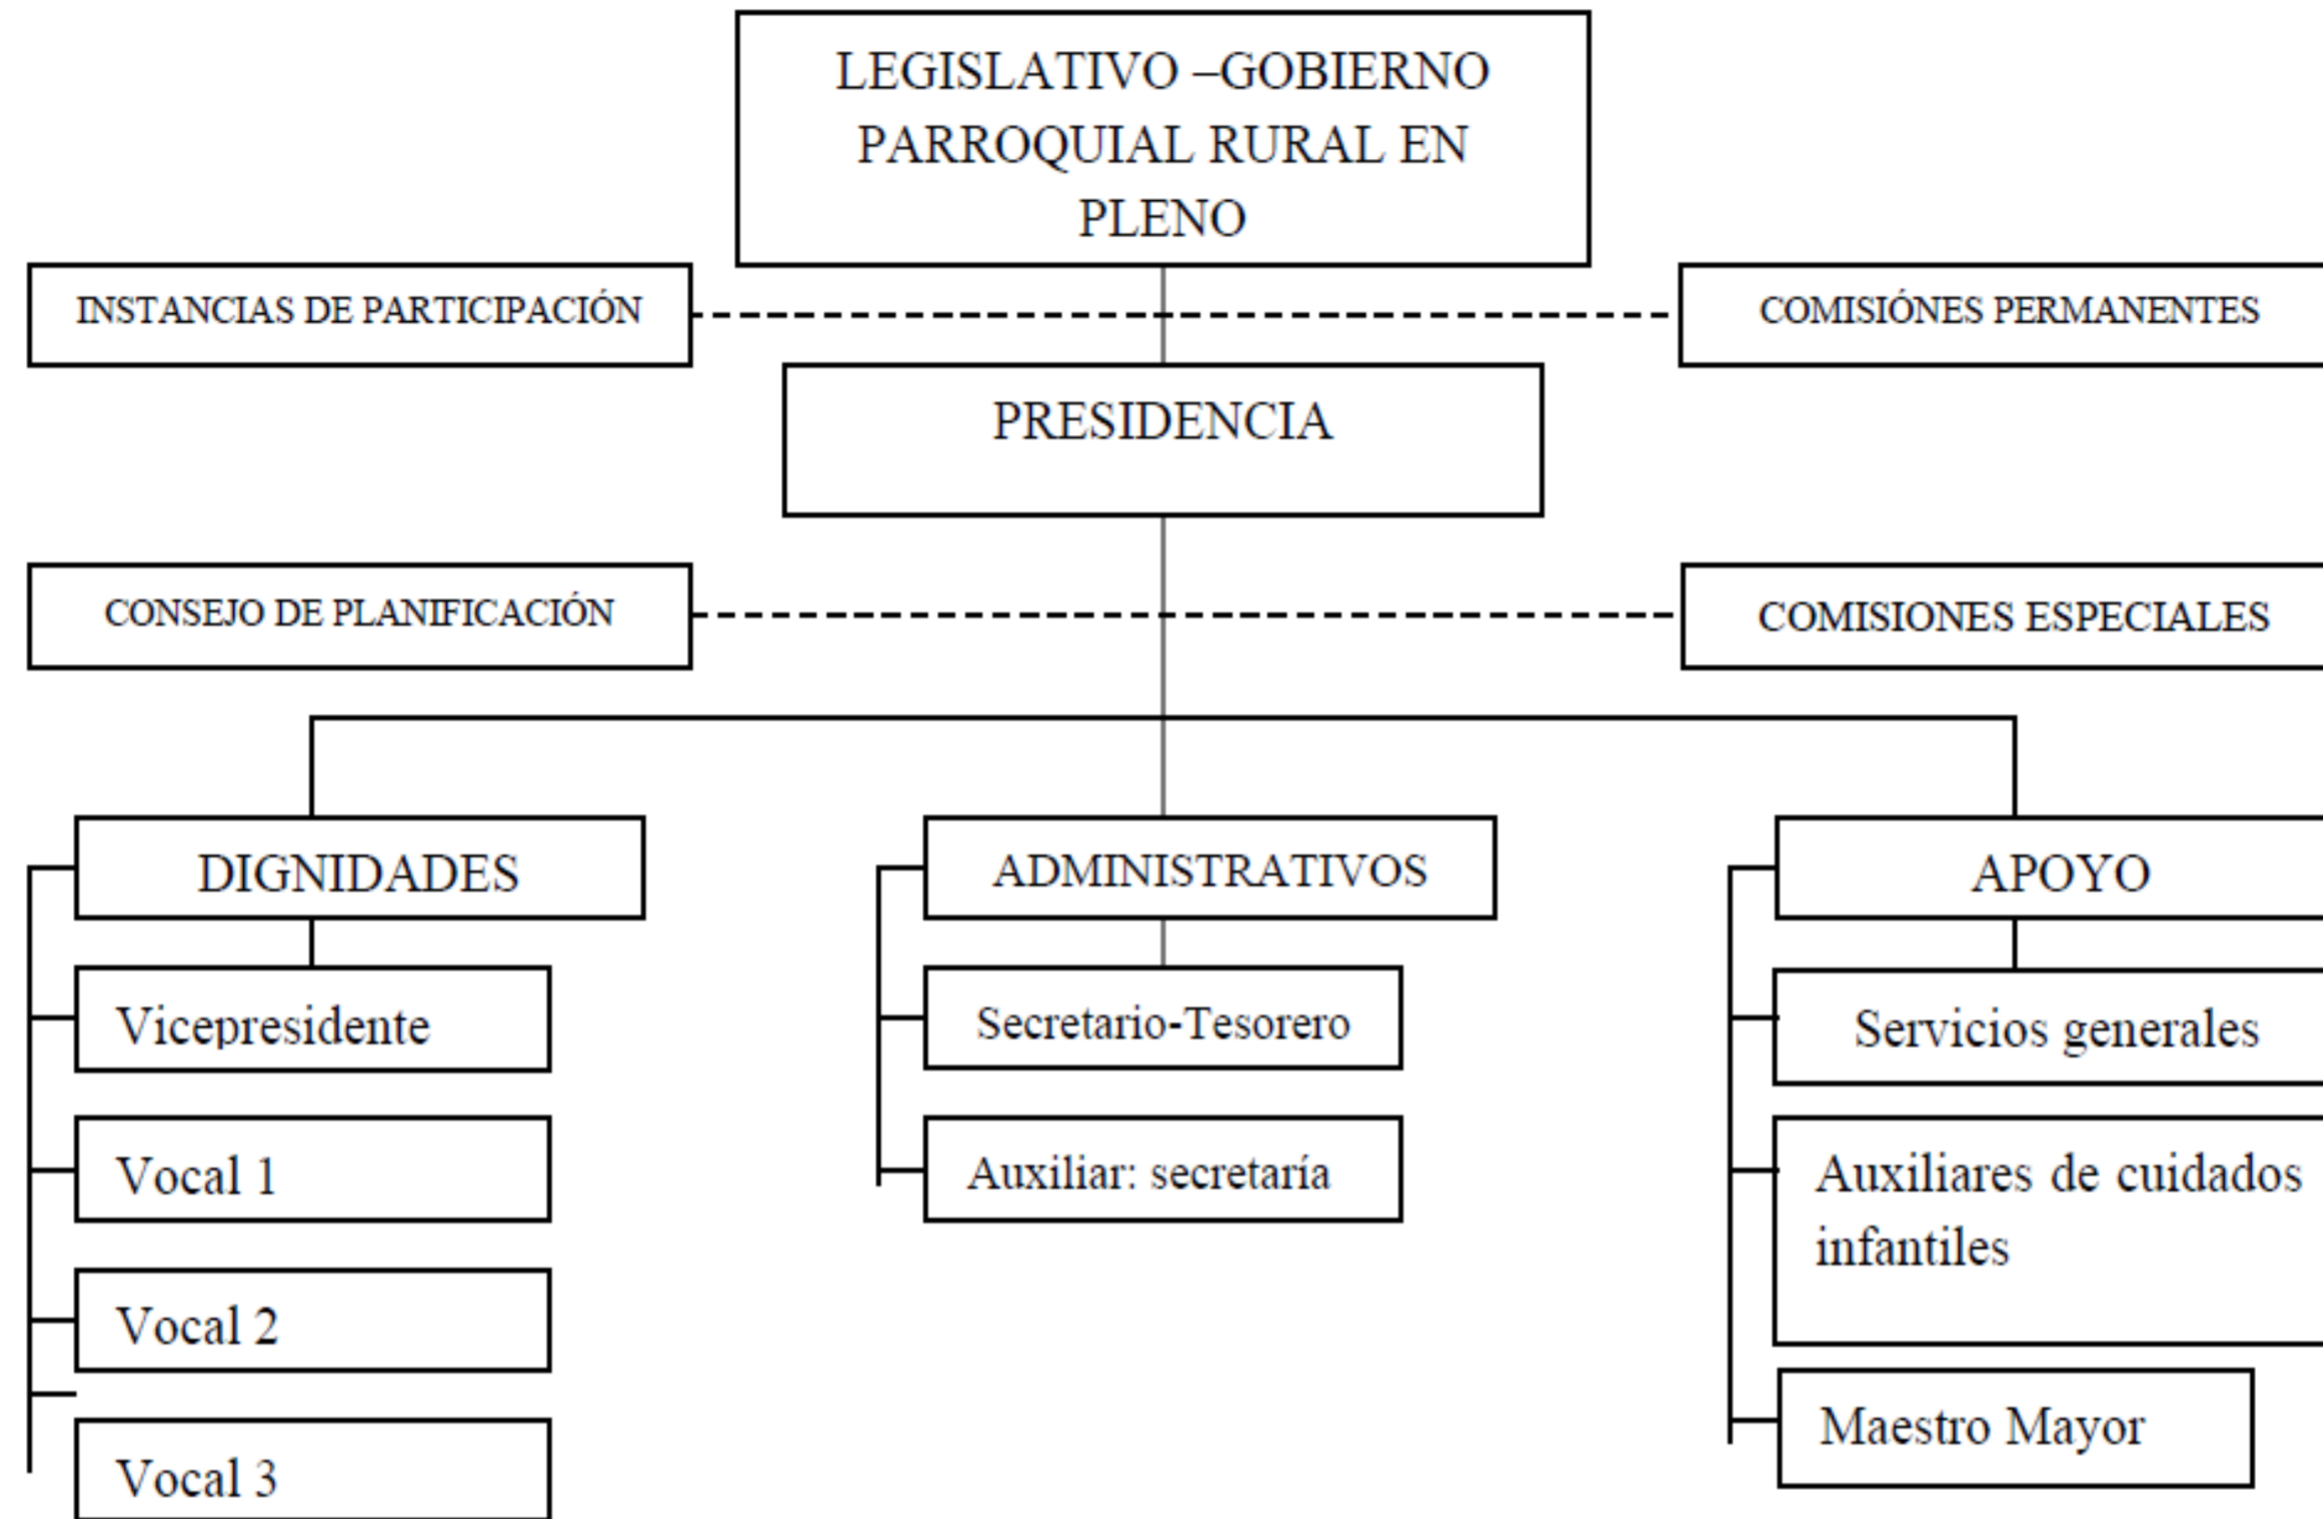 LEGISLATIVO –GOBIERNO
PARROQUIAL RURAL EN
PLENO
INSTANCIAS DE PARTICIPACIÓN
COMISIÓNES PERMANENTES
PRESIDENCIA
CONSEJO DE PLANIFICACIÓN
COMISIONES ESPECIALES
DIGNIDADES
ADMINISTRATIVOS
APOYO
Vicepresidente
Secretario-Tesorero
Servicios generales
Vocal 1
Auxiliar: secretaría
Auxiliares de cuidados
infantiles
Vocal 2
Maestro Mayor
Vocal 3